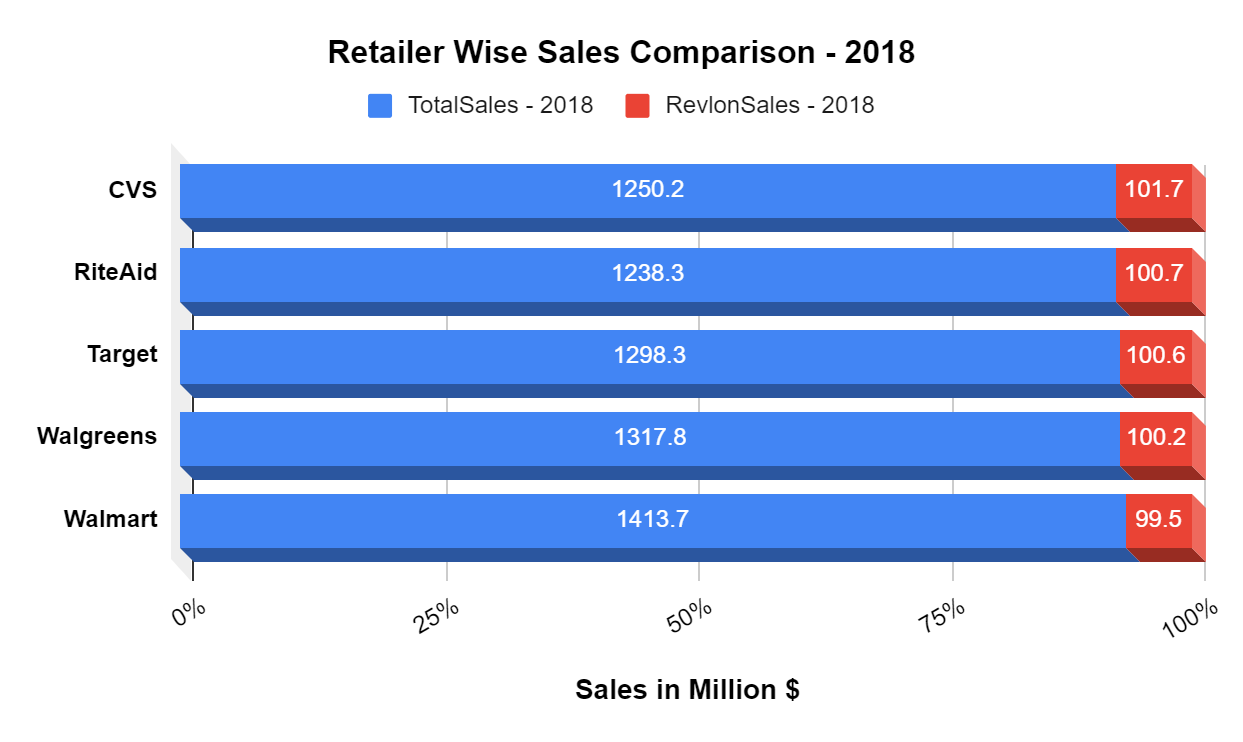 Retailer Wise Sales Comparison - 2018
TotalSales - 2018 RevlonSales - 2018
CVS 1250.2 101.7
RiteAid 1238.3 100.7
Target 1298.3 100.6
Walgreens 1317.8 100.2
Walmart 1413.7 99.5
0% 25% 50% 75% 100%
Sales in Million $